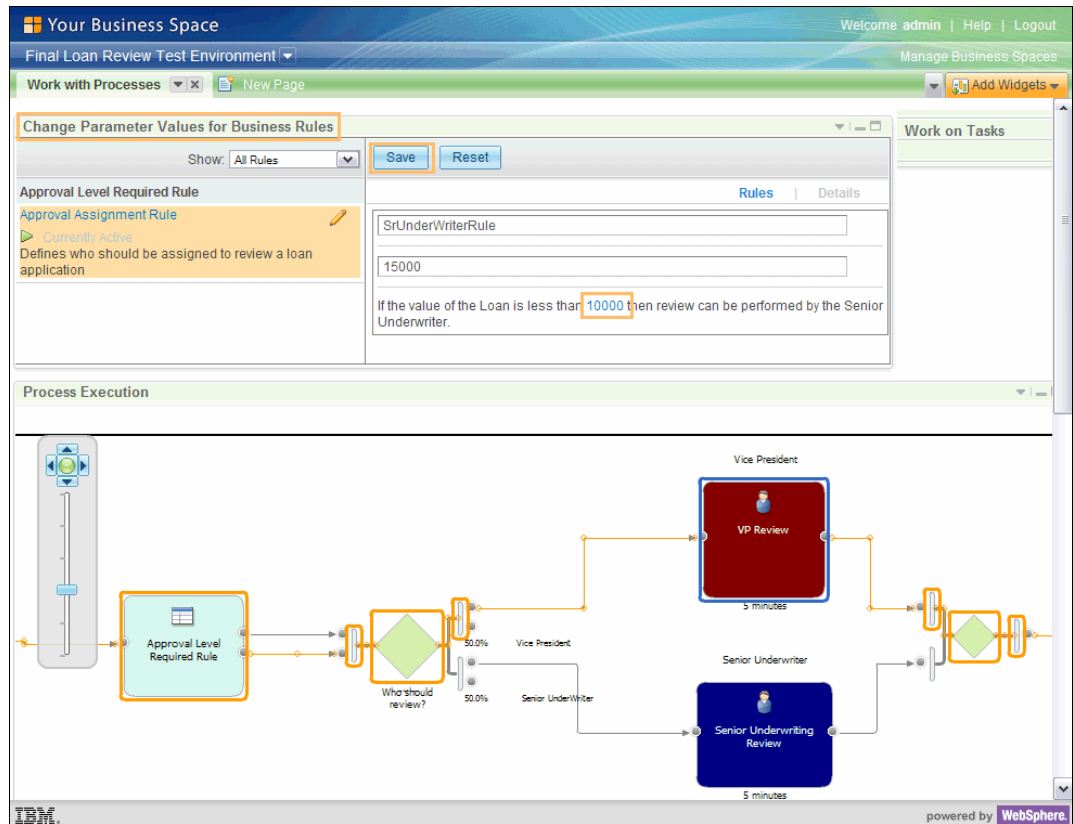 Your Business Space
Welcome admin | Help | Logout
Final Loan Review Test Environment
Manage Business Spaces
Work with Processes
New Page
Add Widgets
Change Parameter Values for Business Rules
Work on Tasks
Show: All Rules
Save
Reset
Approval Level Required Rule
Rules | Details
Approval Assignment Rule
Currently Active
Defines who should be assigned to review a loan
application
SrUnderWriterRule
15000
If the value of the Loan is less than 10000 then review can be performed by the Senior
Underwriter.
Process Execution
Vice President
VP Review
5 minutes
Approval Level
Required Rule
Who should
review?
50.0%
Vice President
50.0%
Senior UnderWriter
Senior Underwriter
Senior Underwriting
Review
5 minutes
IBM.
powered by WebSphere.